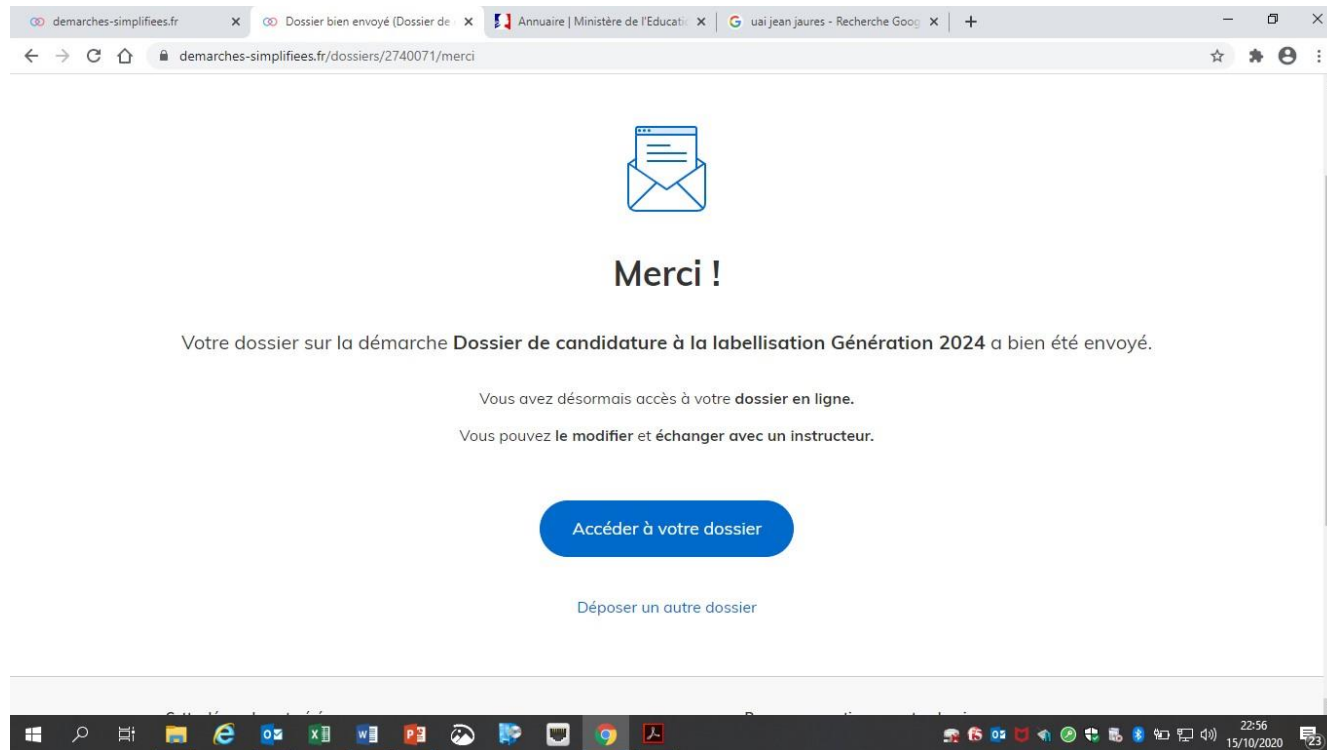 demarches-simplifiees.fr
Dossier bien envoyé (Dossier de
Annuaire | Ministère de l'Educati
uai jean jaures - Recherche Goog
demarches-simplifiees.fr/dossiers/2740071/merci
Merci !
Votre dossier sur la démarche Dossier de candidature à la labellisation Génération 2024 a bien été envoyé.
Vous avez désormais accès à votre dossier en ligne.
Vous pouvez le modifier et échanger avec un instructeur.
Accéder à votre dossier
Déposer un autre dossier
22:56
15/10/2020
23